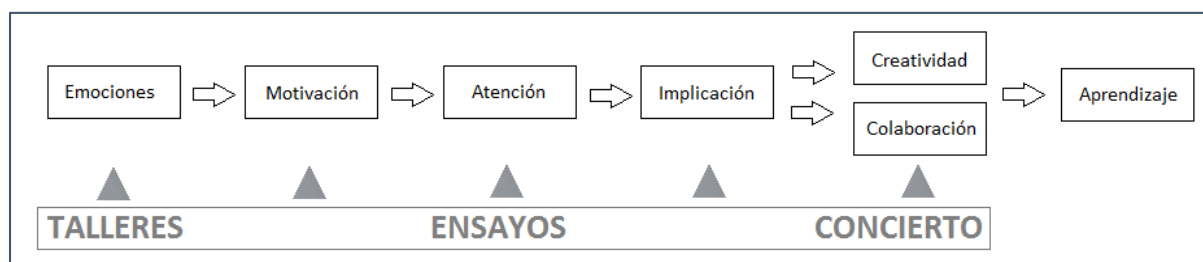 Emociones
Motivación
Atención
Implicación
Creatividad
Colaboración
Aprendizaje
TALLERES ENSAYOS CONCIERTO